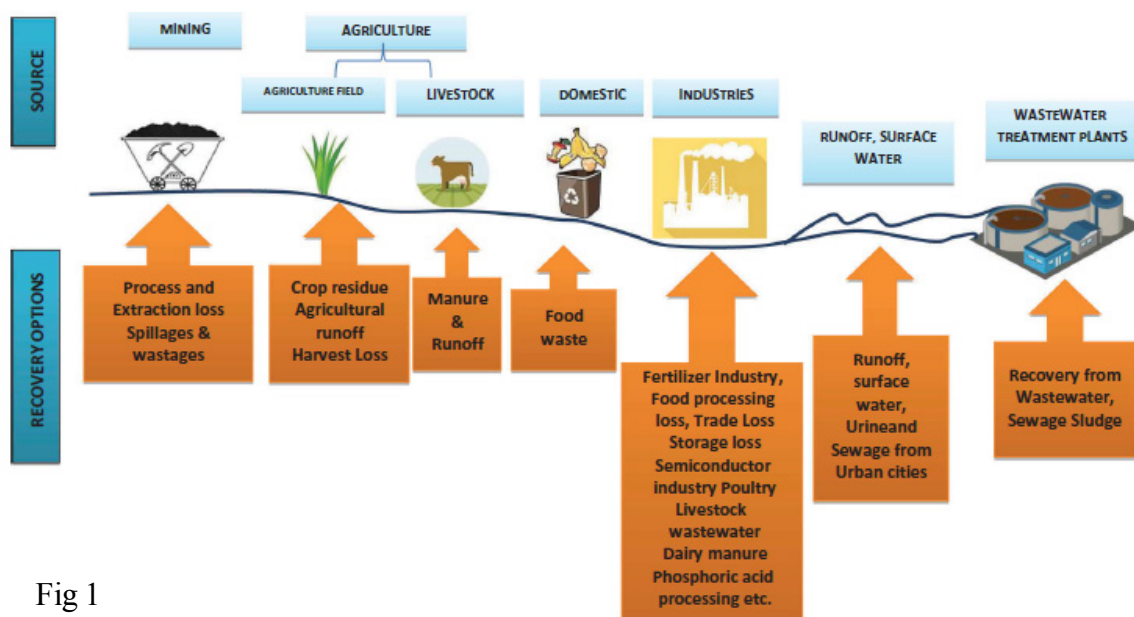 SOURCE
MINING
AGRICULTURE
AGRICULTURE FIELD
LIVESTOCK
DOMESTIC
INDUSTRIES
RUNOFF, SURFACE
WATER
WASTEWATER
TREATMENT PLANTS
RECOVERY OPTIONS
Process and
Extraction loss
Spillages &
wastages
Crop residue
Agricultural
runoff
Harvest Loss
Manure
&
Runoff
Food
waste
Fertilizer Industry,
Food processing
loss, Trade Loss
Storage loss
Semiconductor
industry Poultry
Livestock
wastewater
Dairy manure
Phosphoric acid
processing etc.
Runoff,
surface
water,
Urineand
Sewage from
Urban cities
Recovery from
Wastewater,
Sewage Sludge
Fig 1